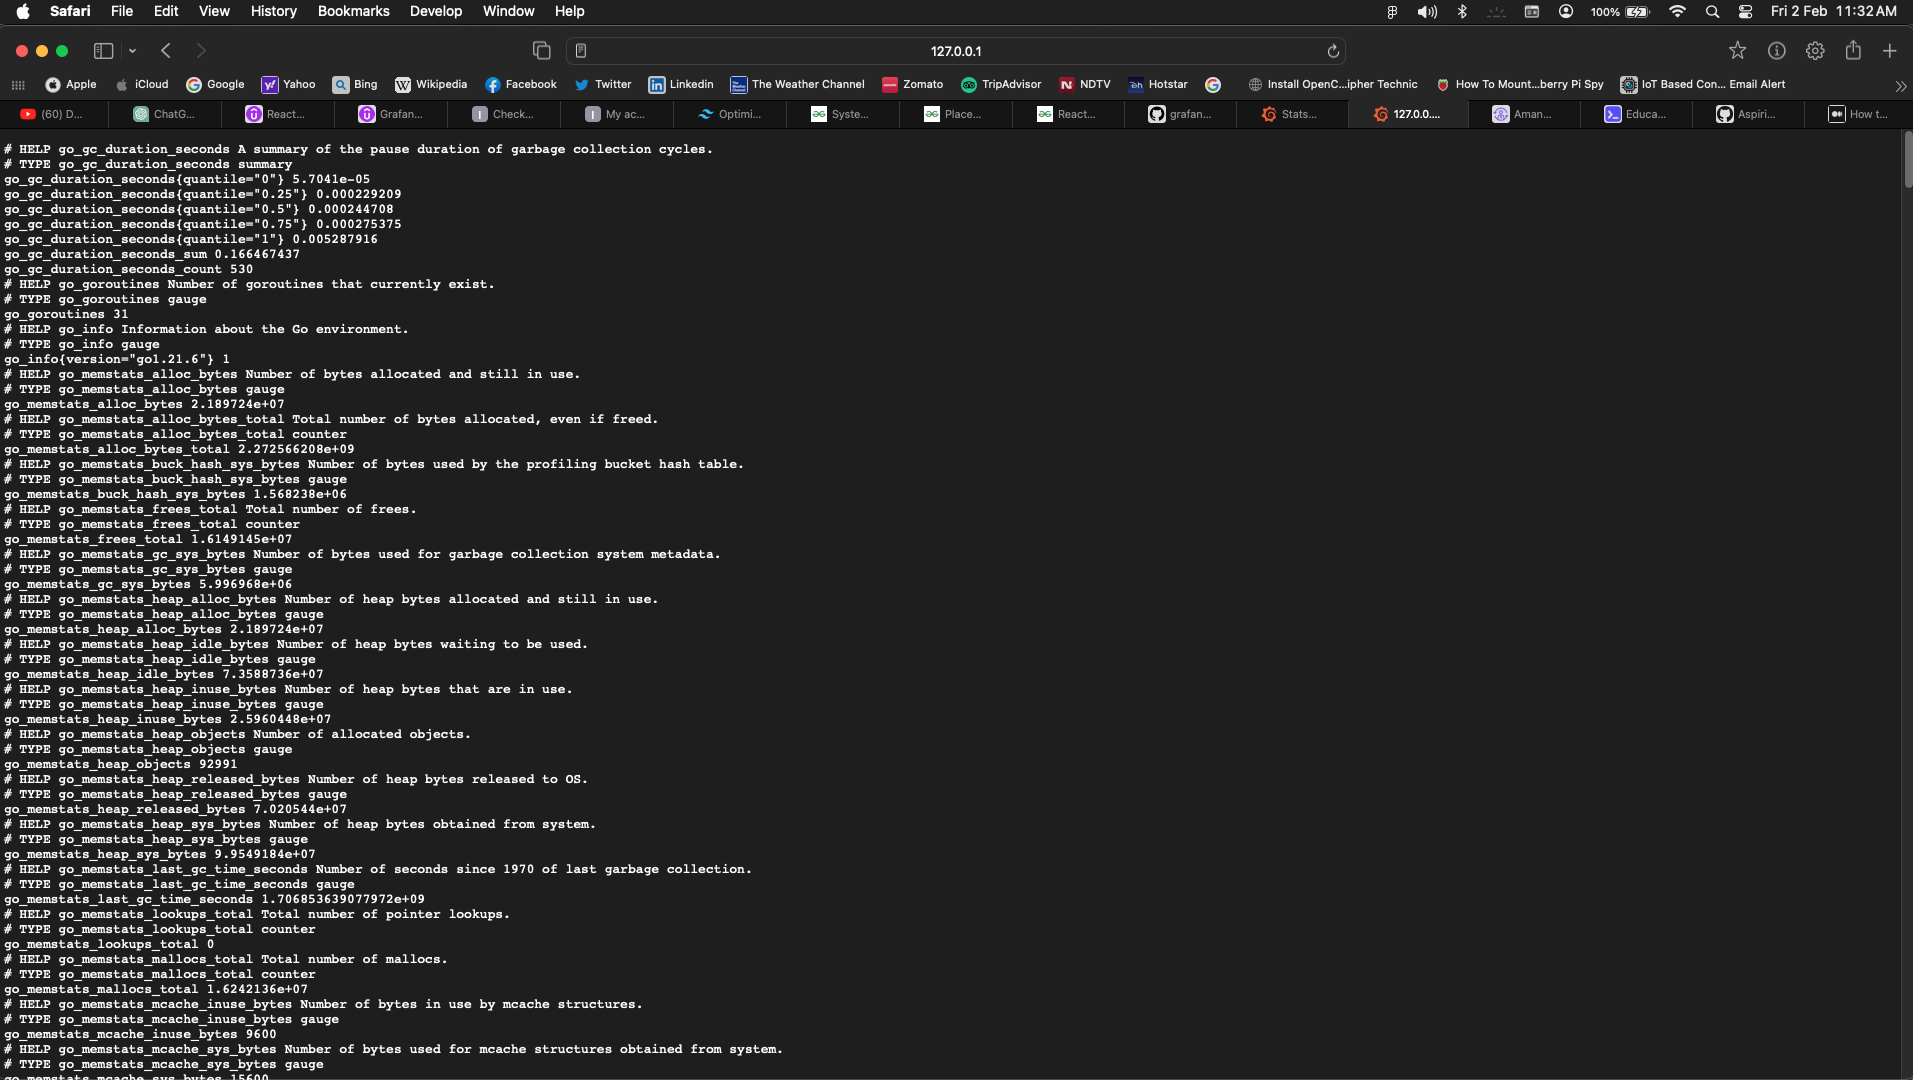 Safari File Edit View History Bookmarks Develop Window Help 100% Fri 2 Feb 11:32 AM
127.0.0.1
Apple iCloud Google Yahoo Bing Wikipedia Facebook Twitter Linkedin The Weather Channel Zomato TripAdvisor NDTV Hotstar Install OpenC...ipher Technic How To Mount...berry Pi Spy IoT Based Con... Email Alert
(60) D... ChatG... React... Grafan... Check... My ac... Optimi... Syste... Place... React... grafan... Stats... 127.0.0.... Aman... Educa... Aspiri... How t...
# HELP go_gc_duration_seconds A summary of the pause duration of garbage collection cycles.
# TYPE go_gc_duration_seconds summary
go_gc_duration_seconds{quantile="0"} 5.7041e-05
go_gc_duration_seconds{quantile="0.25"} 0.000229209
go_gc_duration_seconds{quantile="0.5"} 0.000244708
go_gc_duration_seconds{quantile="0.75"} 0.000275375
go_gc_duration_seconds{quantile="1"} 0.005287916
go_gc_duration_seconds_sum 0.166467437
go_gc_duration_seconds_count 530
# HELP go_goroutines Number of goroutines that currently exist.
# TYPE go_goroutines gauge
go_goroutines 31
# HELP go_info Information about the Go environment.
# TYPE go_info gauge
go_info{version="go1.21.6"} 1
# HELP go_memstats_alloc_bytes Number of bytes allocated and still in use.
# TYPE go_memstats_alloc_bytes gauge
go_memstats_alloc_bytes 2.189724e+07
# HELP go_memstats_alloc_bytes_total Total number of bytes allocated, even if freed.
# TYPE go_memstats_alloc_bytes_total counter
go_memstats_alloc_bytes_total 2.272566208e+09
# HELP go_memstats_buck_hash_sys_bytes Number of bytes used by the profiling bucket hash table.
# TYPE go_memstats_buck_hash_sys_bytes gauge
go_memstats_buck_hash_sys_bytes 1.568238e+06
# HELP go_memstats_frees_total Total number of frees.
# TYPE go_memstats_frees_total counter
go_memstats_frees_total 1.6149145e+07
# HELP go_memstats_gc_sys_bytes Number of bytes used for garbage collection system metadata.
# TYPE go_memstats_gc_sys_bytes gauge
go_memstats_gc_sys_bytes 5.996968e+06
# HELP go_memstats_heap_alloc_bytes Number of heap bytes allocated and still in use.
# TYPE go_memstats_heap_alloc_bytes gauge
go_memstats_heap_alloc_bytes 2.189724e+07
# HELP go_memstats_heap_idle_bytes Number of heap bytes waiting to be used.
# TYPE go_memstats_heap_idle_bytes gauge
go_memstats_heap_idle_bytes 7.3588736e+07
# HELP go_memstats_heap_inuse_bytes Number of heap bytes that are in use.
# TYPE go_memstats_heap_inuse_bytes gauge
go_memstats_heap_inuse_bytes 2.5960448e+07
# HELP go_memstats_heap_objects Number of allocated objects.
# TYPE go_memstats_heap_objects gauge
go_memstats_heap_objects 92991
# HELP go_memstats_heap_released_bytes Number of heap bytes released to OS.
# TYPE go_memstats_heap_released_bytes gauge
go_memstats_heap_released_bytes 7.020544e+07
# HELP go_memstats_heap_sys_bytes Number of heap bytes obtained from system.
# TYPE go_memstats_heap_sys_bytes gauge
go_memstats_heap_sys_bytes 9.9549184e+07
# HELP go_memstats_last_gc_time_seconds Number of seconds since 1970 of last garbage collection.
# TYPE go_memstats_last_gc_time_seconds gauge
go_memstats_last_gc_time_seconds 1.706853639077972e+09
# HELP go_memstats_lookups_total Total number of pointer lookups.
# TYPE go_memstats_lookups_total counter
go_memstats_lookups_total 0
# HELP go_memstats_mallocs_total Total number of mallocs.
# TYPE go_memstats_mallocs_total counter
go_memstats_mallocs_total 1.6242136e+07
# HELP go_memstats_mcache_inuse_bytes Number of bytes in use by mcache structures.
# TYPE go_memstats_mcache_inuse_bytes gauge
go_memstats_mcache_inuse_bytes 9600
# HELP go_memstats_mcache_sys_bytes Number of bytes used for mcache structures obtained from system.
# TYPE go_memstats_mcache_sys_bytes gauge
go_memstats_mcache_sys_bytes 15600